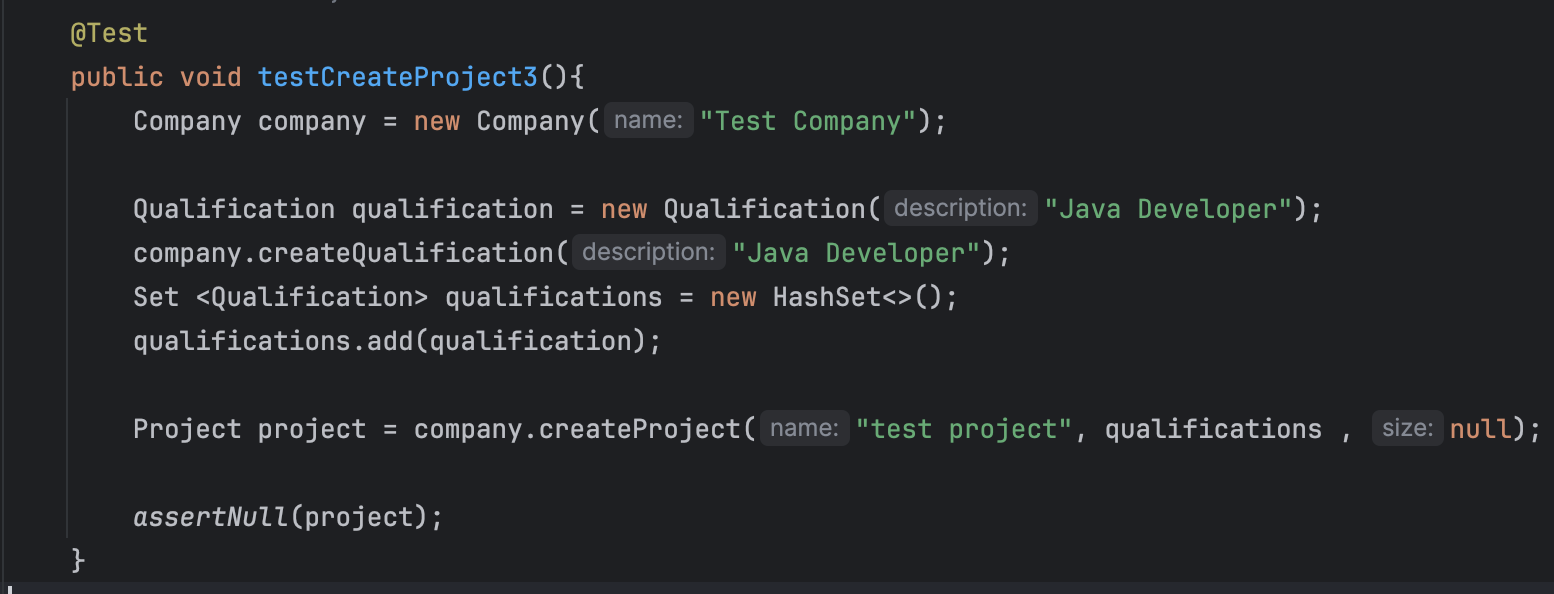 @Test
public void testCreateProject3(){
Company company = new Company( name: "Test Company");
Qualification qualification = new Qualification( description: "Java Developer");
company.createQualification( description: "Java Developer");
Set <Qualification> qualifications = new HashSet<>();
qualifications.add(qualification);
Project project = company.createProject( name: "test project", qualifications , size: null);
assertNull(project);
}